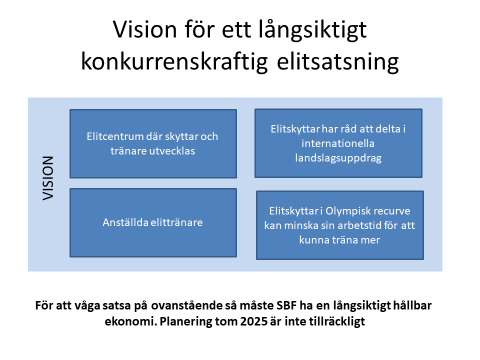 Vision för ett långsiktigt
konkurrenskraftig elitsatsning
VISION
Elitcentrum där skyttar och
tränare utvecklas
Elitskyttar har råd att delta i
internationella
landslagsuppdrag
Anställda elittränare
Elitskyttar i Olympisk recurve
kan minska sin arbetstid för att
kunna träna mer
För att våga satsa på ovanstående så måste SBF ha en långsiktigt hållbar
ekonomi. Planering tom 2025 är inte tillräckligt